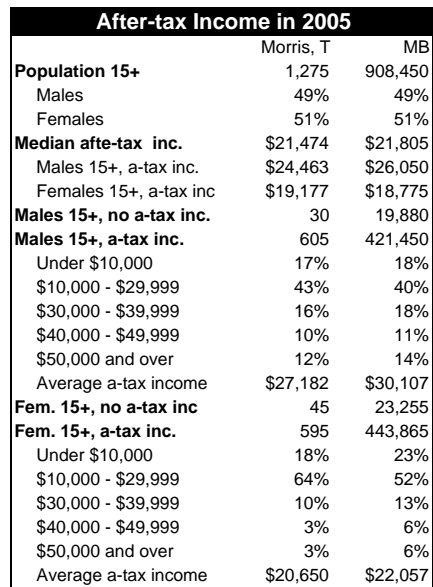 After-tax Income in 2005
Morris, T MB
Population 15+ 1,275 908,450
Males 49% 49%
Females 51% 51%
Median afte-tax inc. $21,474 $21,805
Males 15+, a-tax inc. $24,463 $26,050
Females 15+, a-tax inc $19,177 $18,775
Males 15+, no a-tax inc. 30 19,880
Males 15+, a-tax inc. 605 421,450
Under $10,000 17% 18%
$10,000 - $29,999 43% 40%
$30,000 - $39,999 16% 18%
$40,000 - $49,999 10% 11%
$50,000 and over 12% 14%
Average a-tax income $27,182 $30,107
Fem. 15+, no a-tax inc 45 23,255
Fem. 15+, a-tax inc. 595 443,865
Under $10,000 18% 23%
$10,000 - $29,999 64% 52%
$30,000 - $39,999 10% 13%
$40,000 - $49,999 3% 6%
$50,000 and over 3% 6%
Average a-tax income $20,650 $22,057